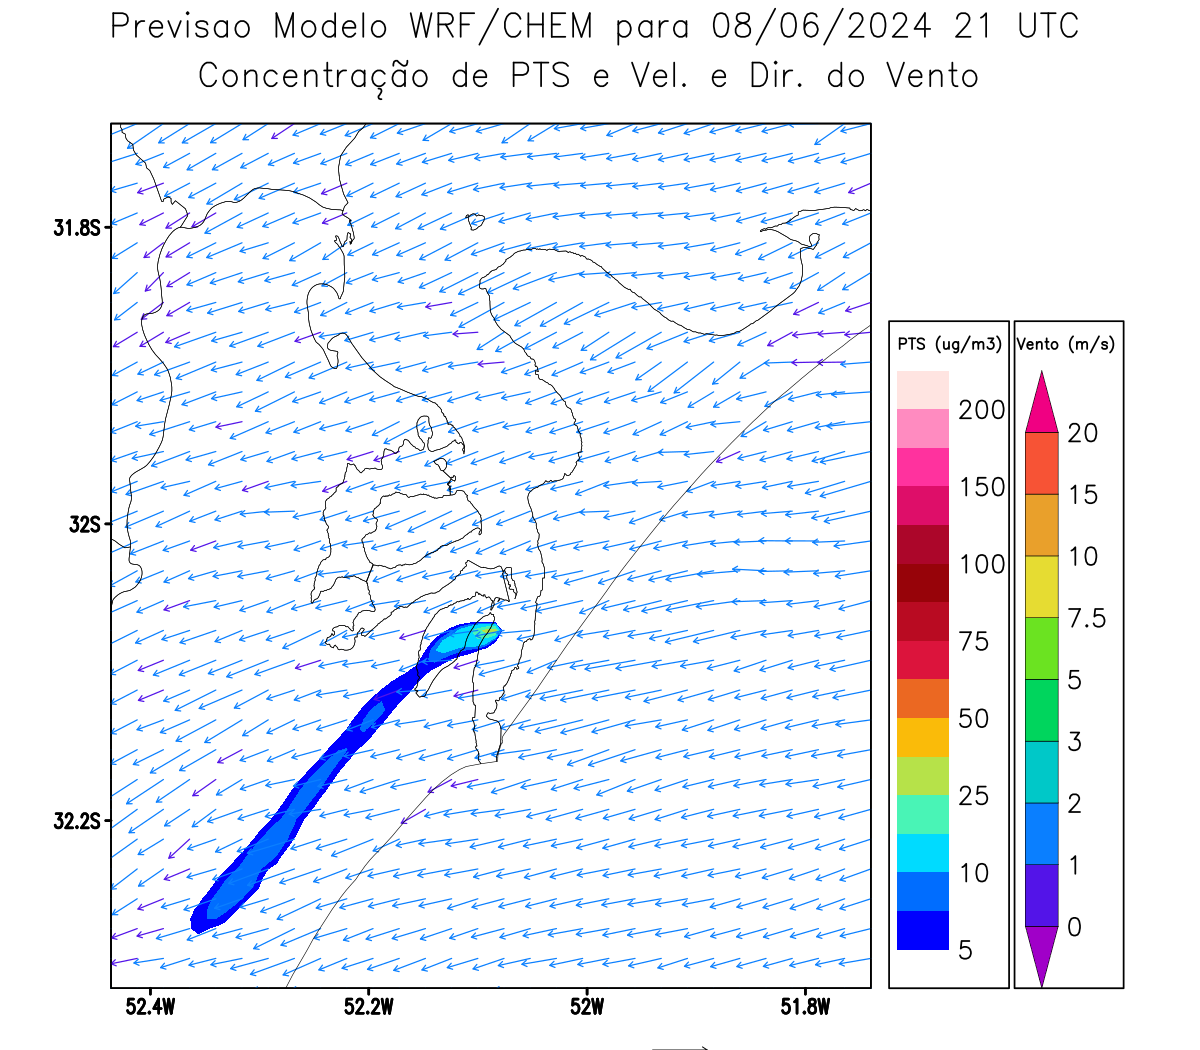 Previsao Modelo WRF/CHEM para 08/06/2024 21 UTC
Concentração de PTS e Vel. e Dir. do Vento
31.8S
32S
32.2S
52.4W 52.2W 52W 51.8W
PTS (ug/m3)
200
150
100
75
50
25
10
5
Vento (m/s)
20
15
10
7.5
5
3
2
1
0